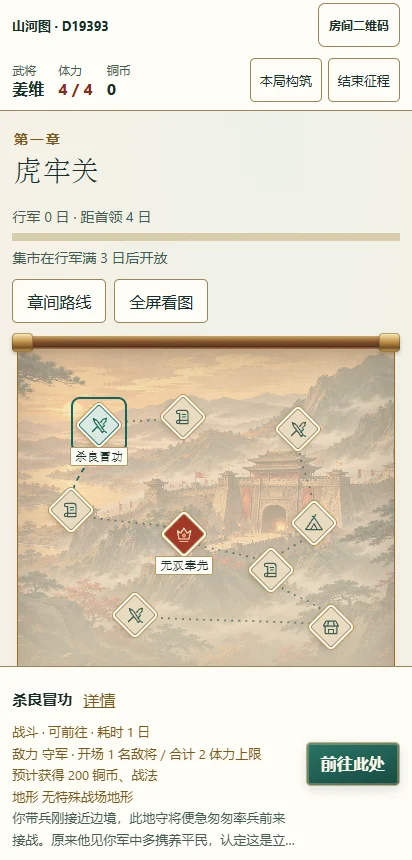 山河图 · D19393
房间二维码
武将 体力 铜币
姜维 4 / 4 0
本局构筑
结束征程
第一章
虎牢关
行军 0 日 · 距首领 4 日
集市在行军满 3 日后开放
章间路线
全屏看图
杀良冒功
无双奉先
杀良冒功 详情
战斗 · 可前往 · 耗时 1 日
敌力 守军 · 开场 1 名敌将 / 合计 2 体力上限
预计获得 200 铜币、战法
地形 无特殊战场地形
你带兵刚接近边境，此地守将便急匆匆率兵前来
接战。原来他见你军中多携养平民，认定这是立...
前往此处